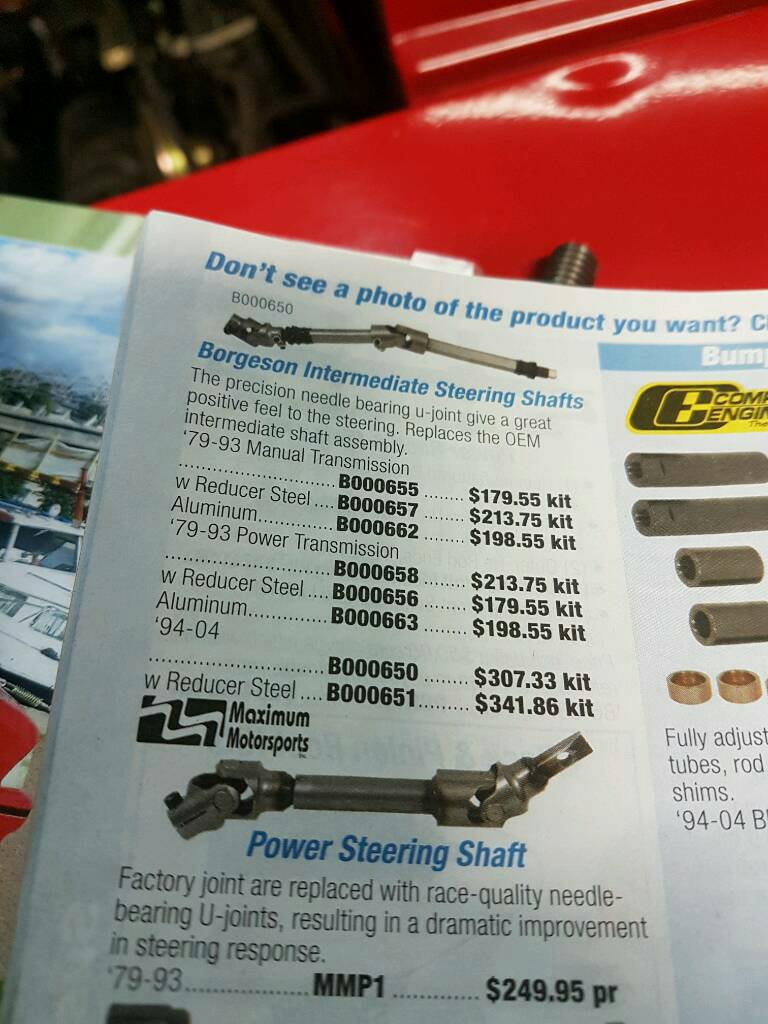 Don't see a photo of the product you want?
B000650
Borgeson Intermediate Steering Shafts
The precision needle bearing u-joint give a great
positive feel to the steering. Replaces the OEM
intermediate shaft assembly.
'79-93 Manual Transmission
................................ B000655 ........ $179.55 kit
w Reducer Steel .... B000657 ........ $213.75 kit
Aluminum.............. B000662 ........ $198.55 kit
'79-93 Power Transmission
................................. B000658 ........ $213.75 kit
w Reducer Steel .... B000656 ........ $179.55 kit
Aluminum.............. B000663 ........ $198.55 kit
'94-04
................................... B000650 ........ $307.33 kit
w Reducer Steel .... B000651......... $341.86 kit
Maximum
Motorsports
Power Steering Shaft
Factory joint are replaced with race-quality needle-
bearing U-joints, resulting in a dramatic improvement
in steering response.
'79-93.................. MMP1 ............. $249.95 pr
Fully adjust
tubes, rod
shims.
'94-04